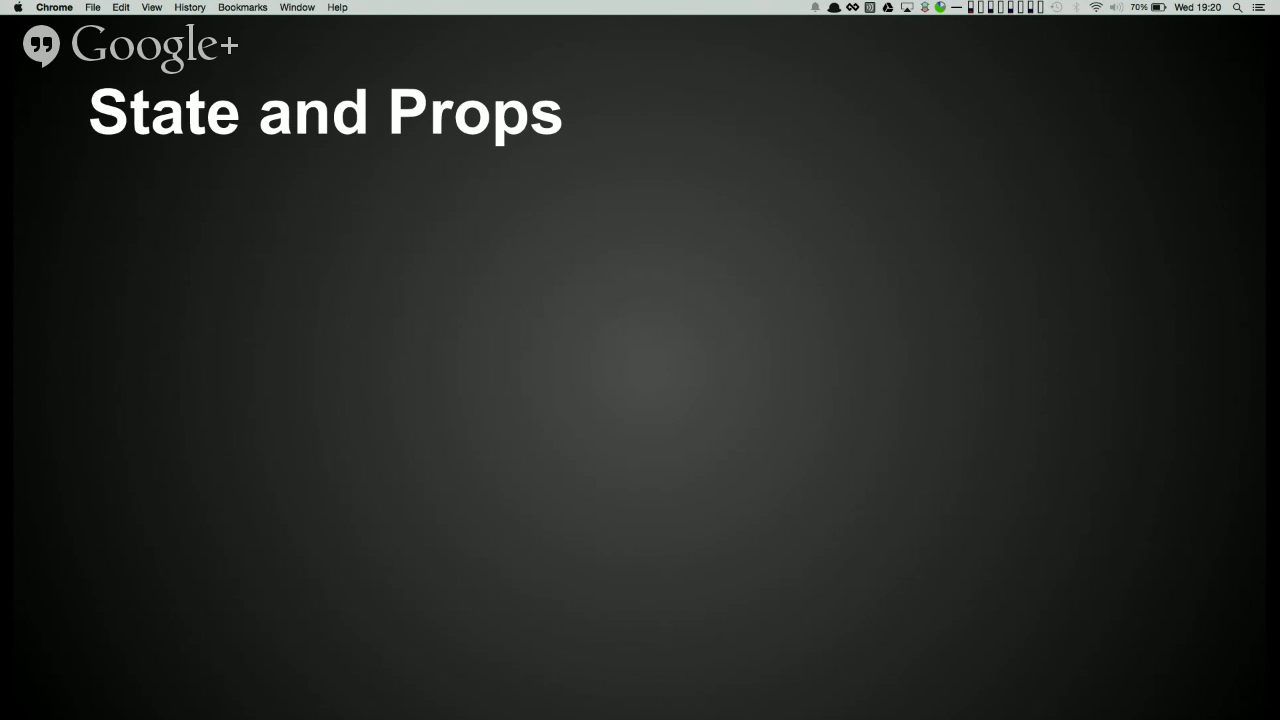 Chrome File Edit View History Bookmarks Window Help 70% Wed 19:20
Google+
State and Props